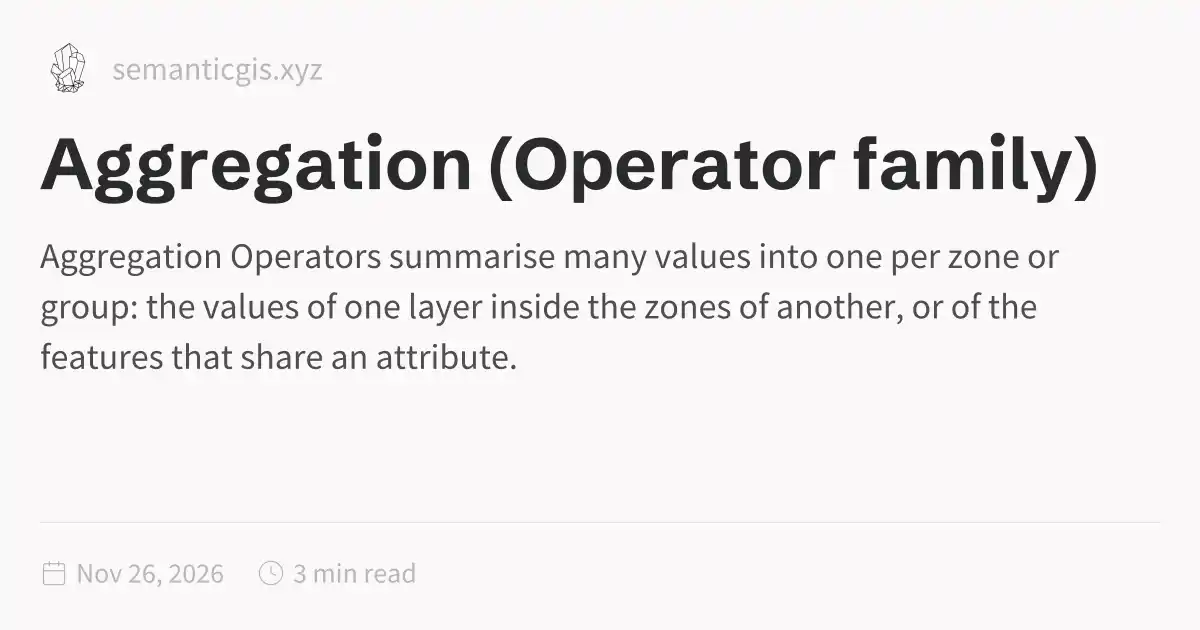 semanticgis.xyz
Aggregation (Operator family)
Aggregation Operators summarise many values into one per zone or
group: the values of one layer inside the zones of another, or of the
features that share an attribute.
Nov 26, 2026 3 min read